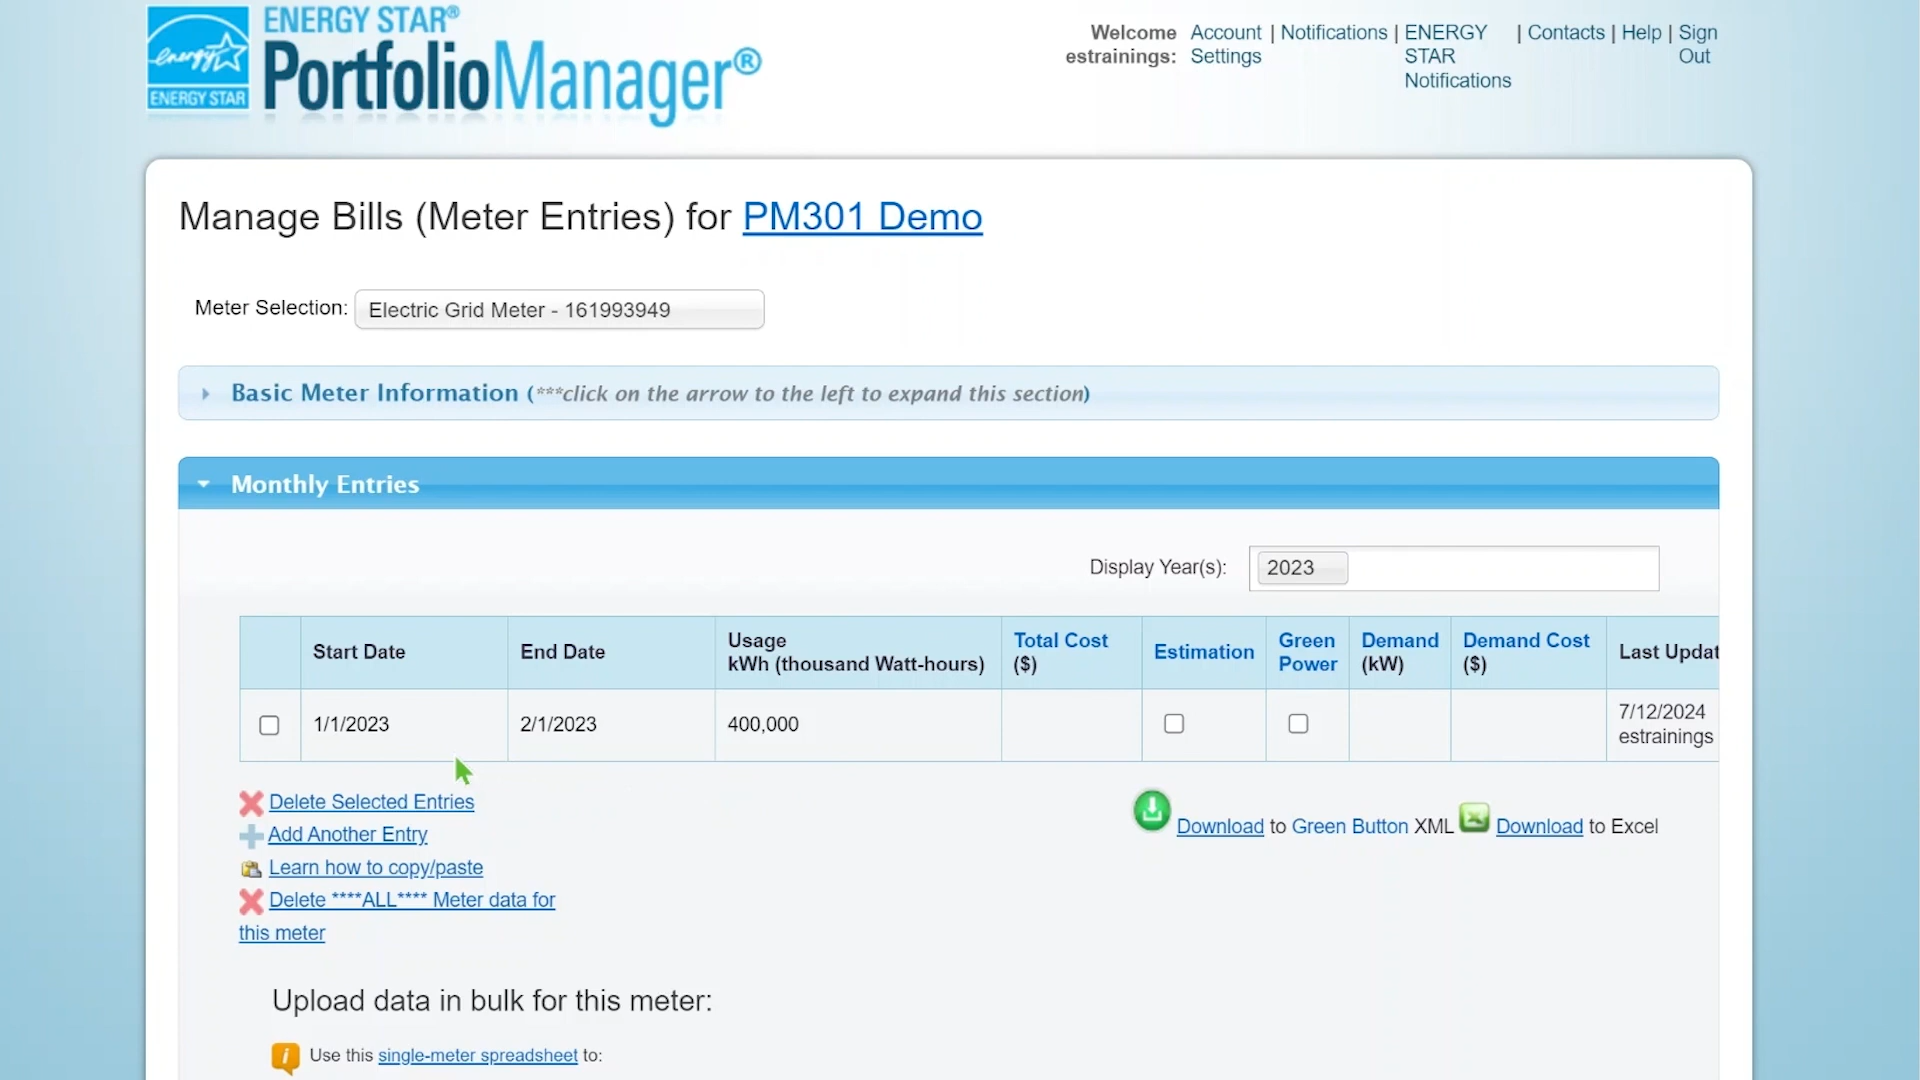 ENERGY STAR®
PortfolioManager®
energy
ENERGY STAR
Welcome estrainings:
Account Settings | Notifications | ENERGY STAR Notifications | Contacts | Help | Sign Out
Manage Bills (Meter Entries) for PM301 Demo
Meter Selection: Electric Grid Meter - 161993949
Basic Meter Information (***click on the arrow to the left to expand this section)
Monthly Entries
Display Year(s): 2023
Start Date
End Date
Usage
kWh (thousand Watt-hours)
Total Cost
($)
Estimation
Green
Power
Demand
(kW)
Demand Cost
($)
Last Updat
1/1/2023
2/1/2023
400,000
7/12/2024
estrainings
Delete Selected Entries
Add Another Entry
Learn how to copy/paste
Delete ****ALL**** Meter data for
this meter
Download to Green Button XML
Download to Excel
Upload data in bulk for this meter:
Use this single-meter spreadsheet to: